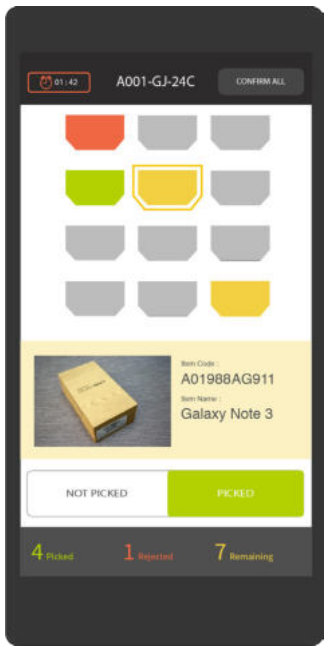 01:42
A001-GJ-24C
CONFIRM ALL
Item Code :
A01988AG911
Item Name :
Galaxy Note 3
NOT PICKED
PICKED
4 Picked
1 Rejected
7 Remaining